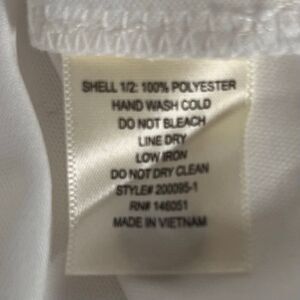 SHELL 1/2: 100% POLYESTER
HAND WASH COLD
DO NOT BLEACH
LINE DRY
LOW IRON
DO NOT DRY CLEAN
STYLE# 200095-1
RN# 146051
MADE IN VIETNAM